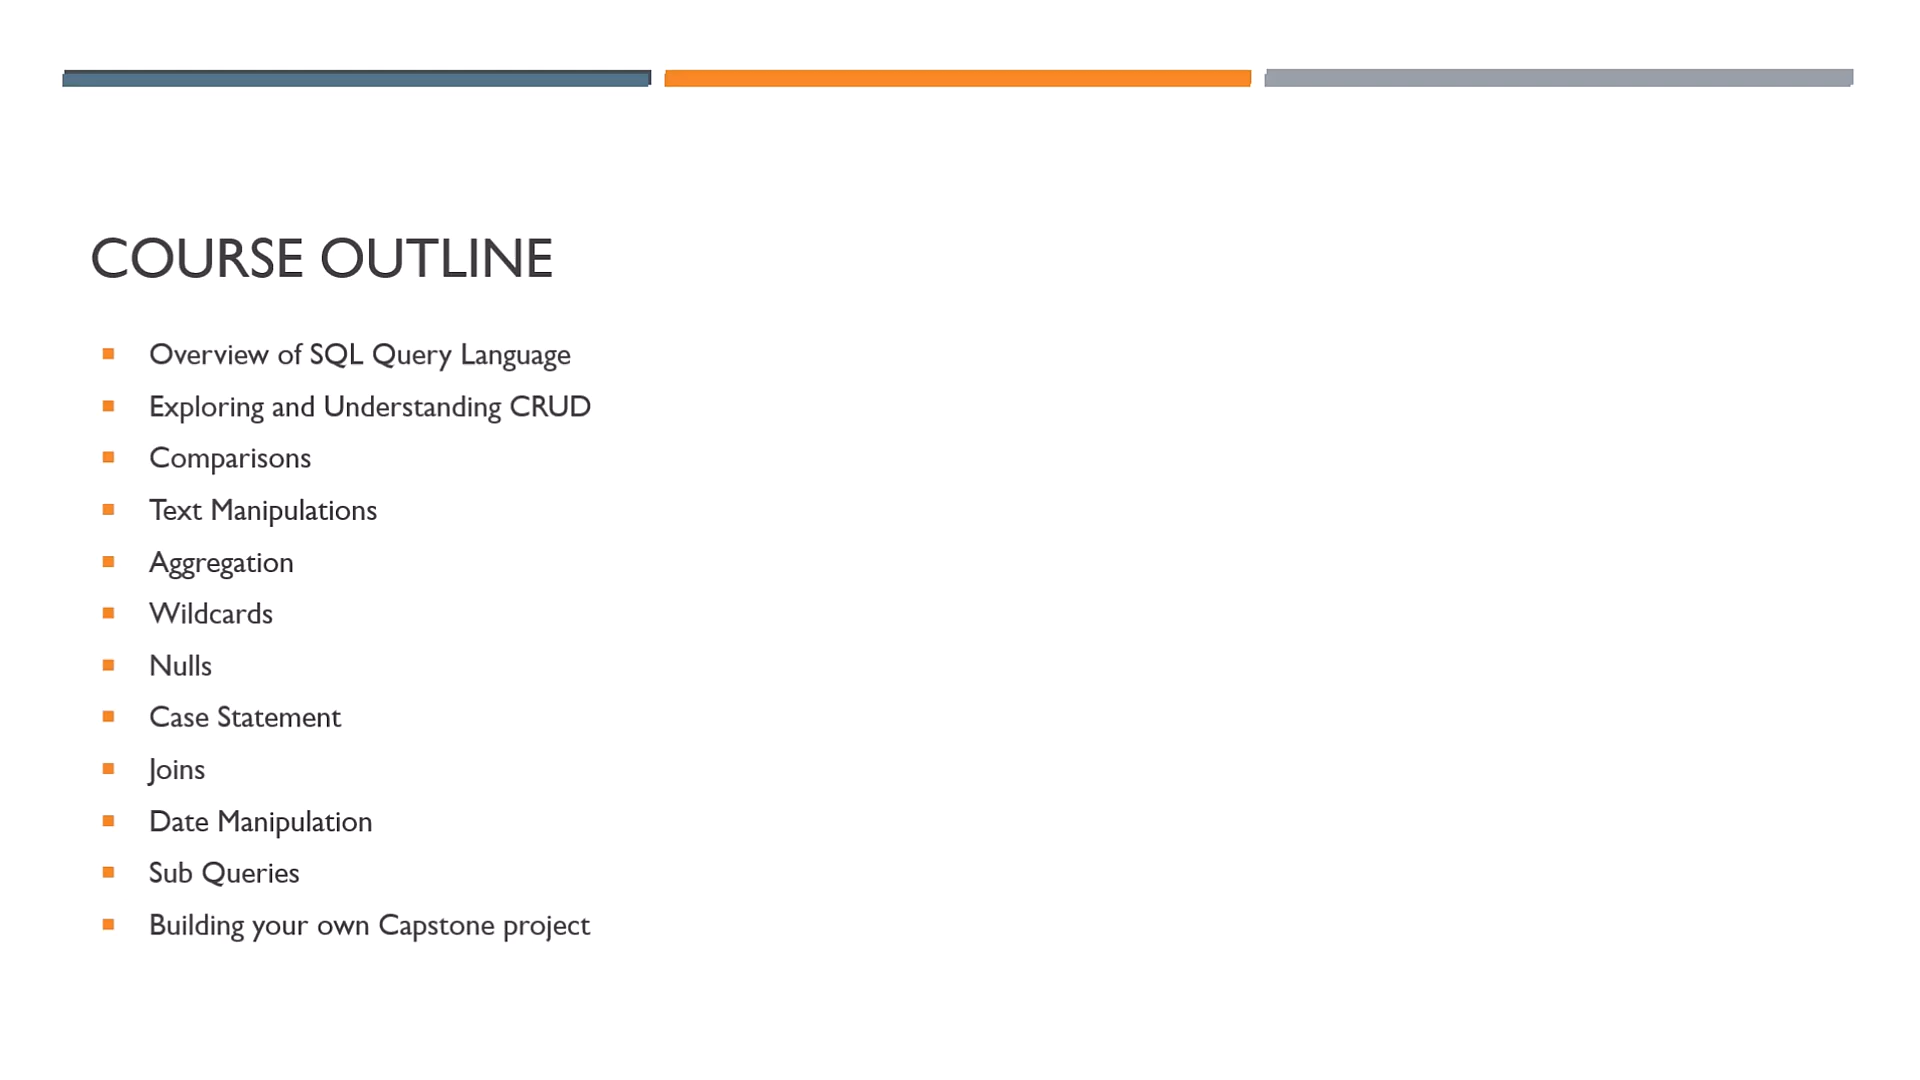 COURSE OUTLINE
Overview of SQL Query Language
Exploring and Understanding CRUD
Comparisons
Text Manipulations
Aggregation
Wildcards
Nulls
Case Statement
Joins
Date Manipulation
Sub Queries
Building your own Capstone project